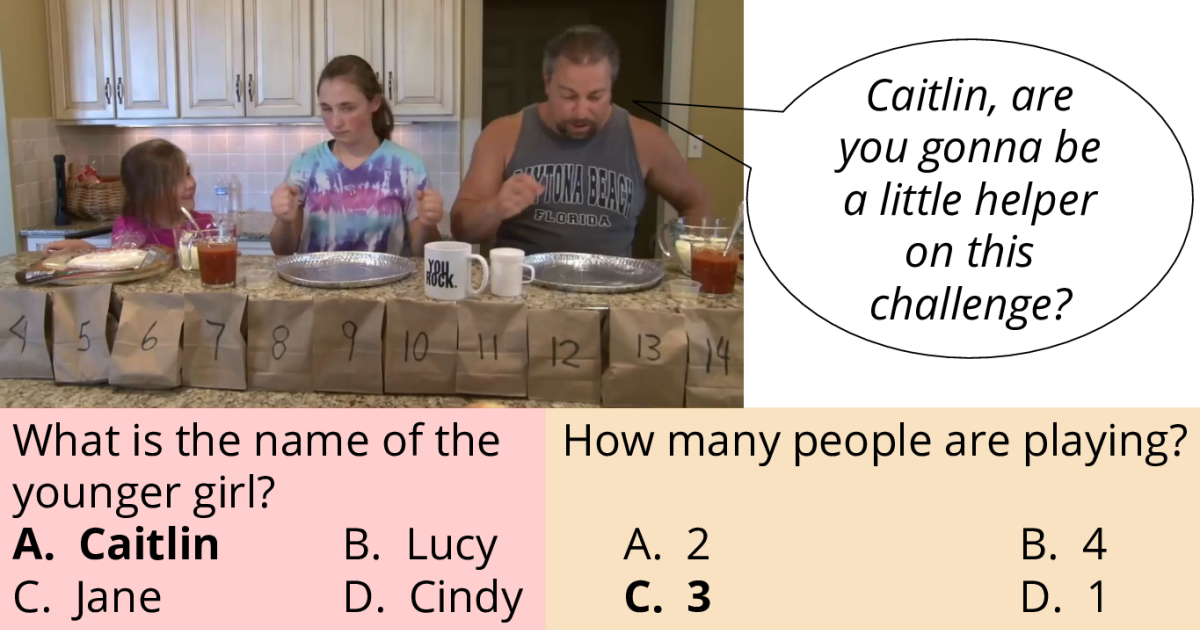 Caitlin, are
you gonna be
a little helper
on this
challenge?
DAYTONA BEACH
FLORIDA
YOU
ROCK.
4 5 6 7 8 9 10 11 12 13 14
What is the name of the
younger girl?
A. Caitlin B. Lucy
C. Jane D. Cindy
How many people are playing?
A. 2 B. 4
C. 3 D. 1